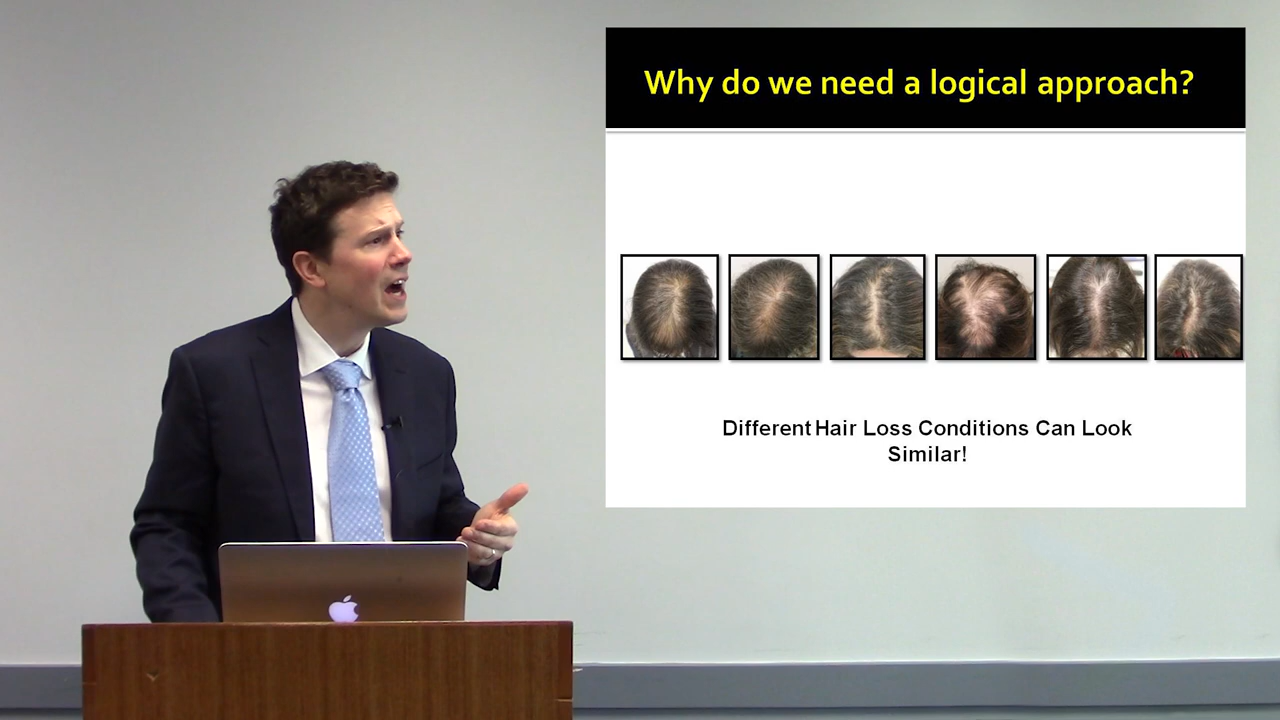 Why do we need a logical approach?
Different Hair Loss Conditions Can Look
Similar!